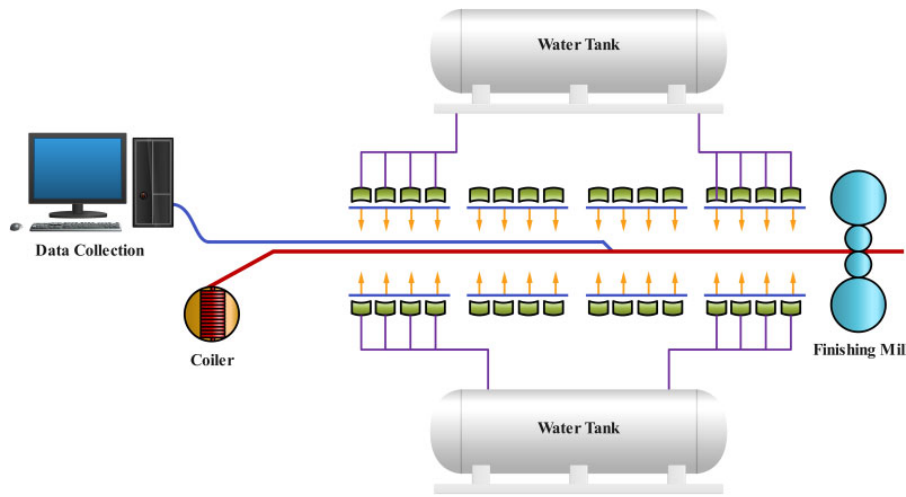 Water Tank
Data Collection
Coiler
Finishing Mil
Water Tank